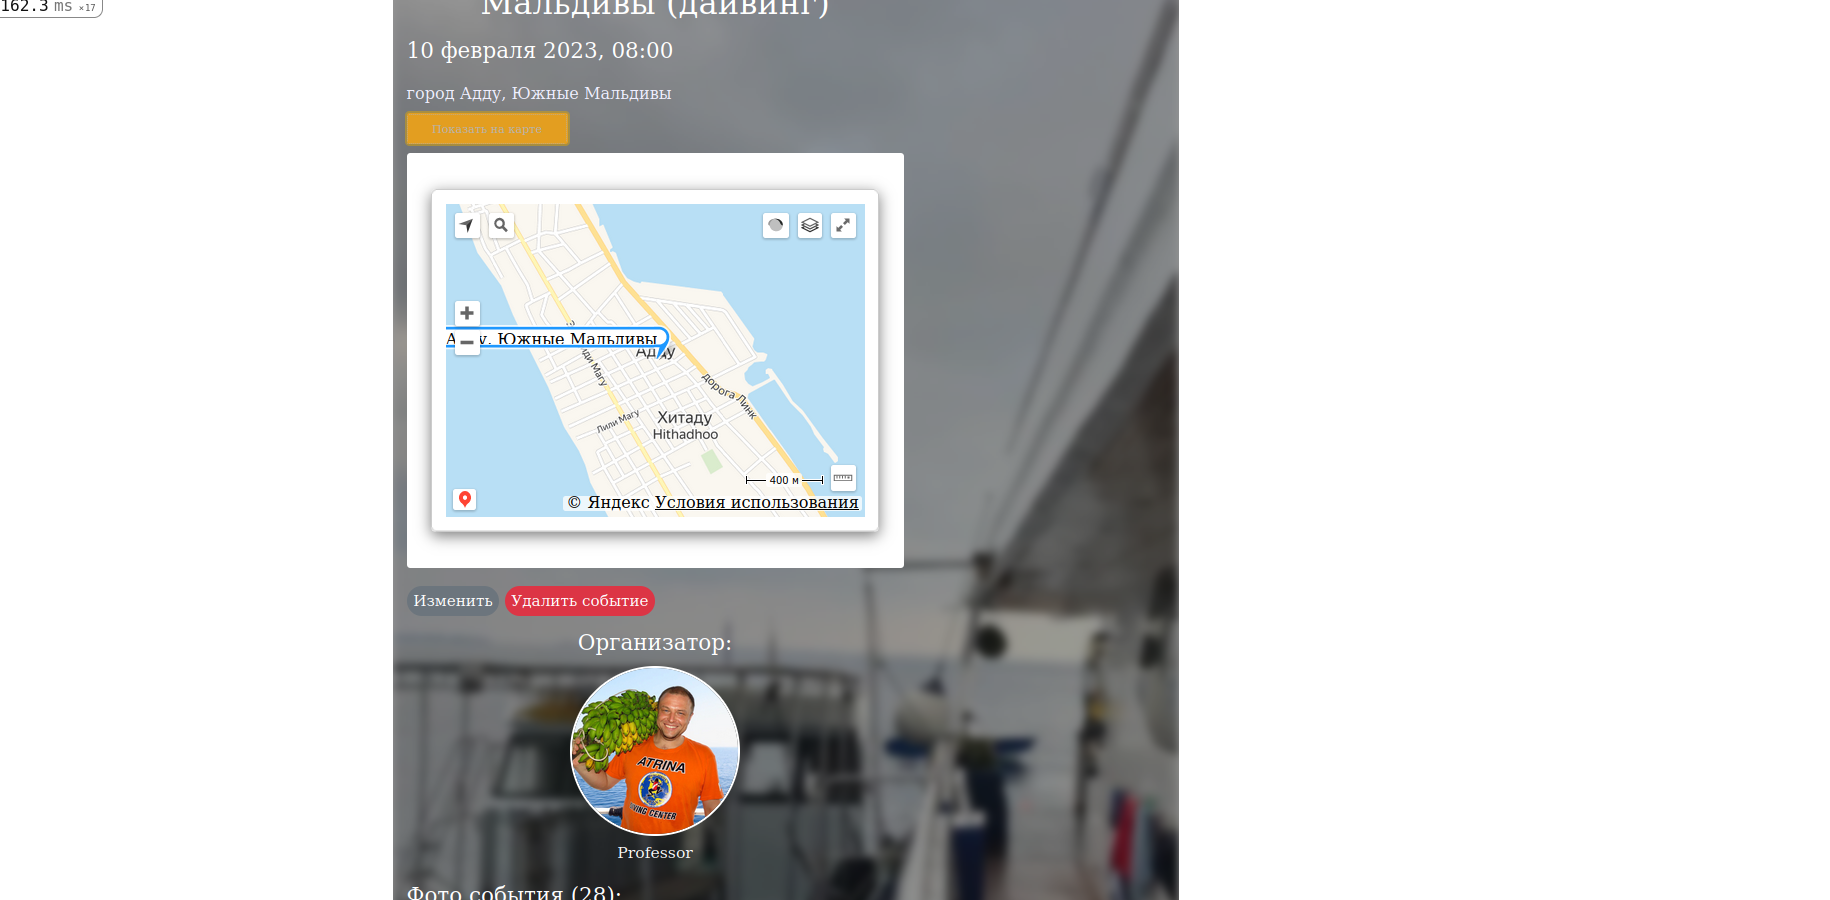 162.3 ms ×17
Мальдивы (дайвинг)
10 февраля 2023, 08:00
город Адду, Южные Мальдивы
Показать на карте
Адду, Южные Мальдивы
Адду
ди Магу
дорога Линк
Лили Магу
Хитаду
Hithadhoo
400 м
© Яндекс Условия использования
Изменить Удалить событие
Организатор:
ATRINA
DIVING CENTER
Professor
Фото события (28):